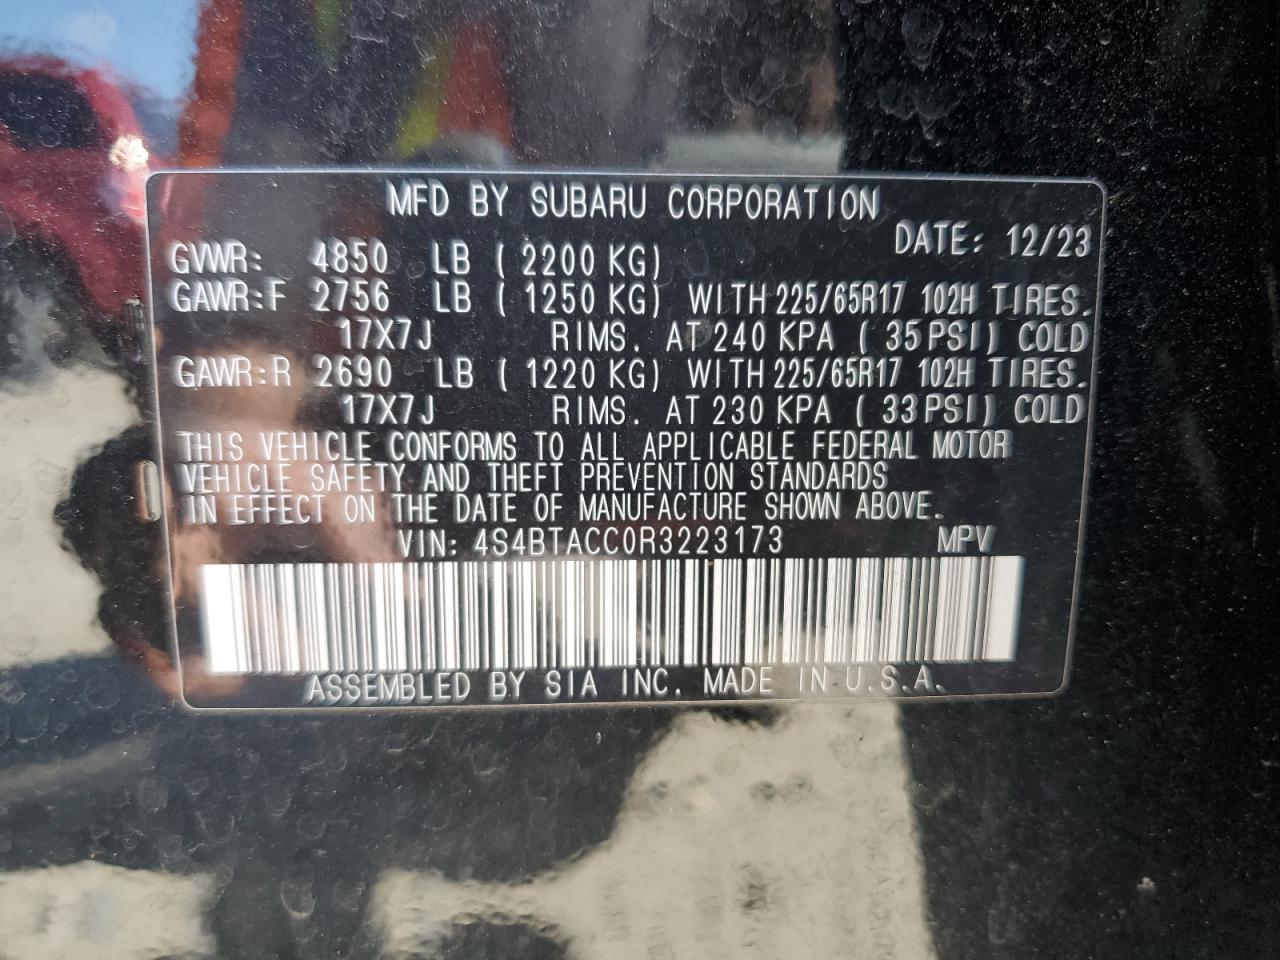 MFD BY SUBARU CORPORATION
DATE: 12/23
GVWR: 4850 LB (2200 KG)
GAWR:F 2756 LB (1250 KG) WITH 225/65R17 102H TIRES.
17X7J RIMS. AT 240 KPA (35 PSI) COLD
GAWR:R 2690 LB (1220 KG) WITH 225/65R17 102H TIRES.
17X7J RIMS. AT 230 KPA (33 PSI) COLD
THIS VEHICLE CONFORMS TO ALL APPLICABLE FEDERAL MOTOR
VEHICLE SAFETY AND THEFT PREVENTION STANDARDS
IN EFFECT ON THE DATE OF MANUFACTURE SHOWN ABOVE.
VIN: 4S4BTACC0R3223173 MPV
ASSEMBLED BY SIA INC. MADE IN U.S.A.